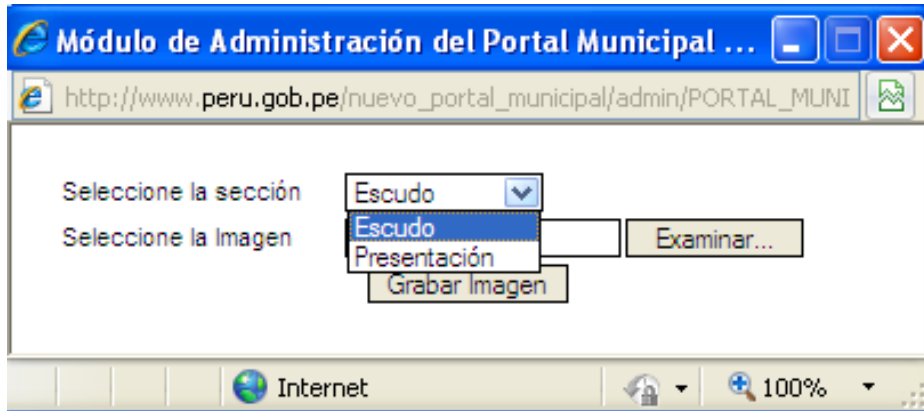 Módulo de Administración del Portal Municipal ...
http://www.peru.gob.pe/nuevo_portal_municipal/admin/PORTAL_MUNI
Seleccione la sección Escudo
Escudo
Seleccione la Imagen Examinar...
Presentación
Grabar Imagen
Internet 100%